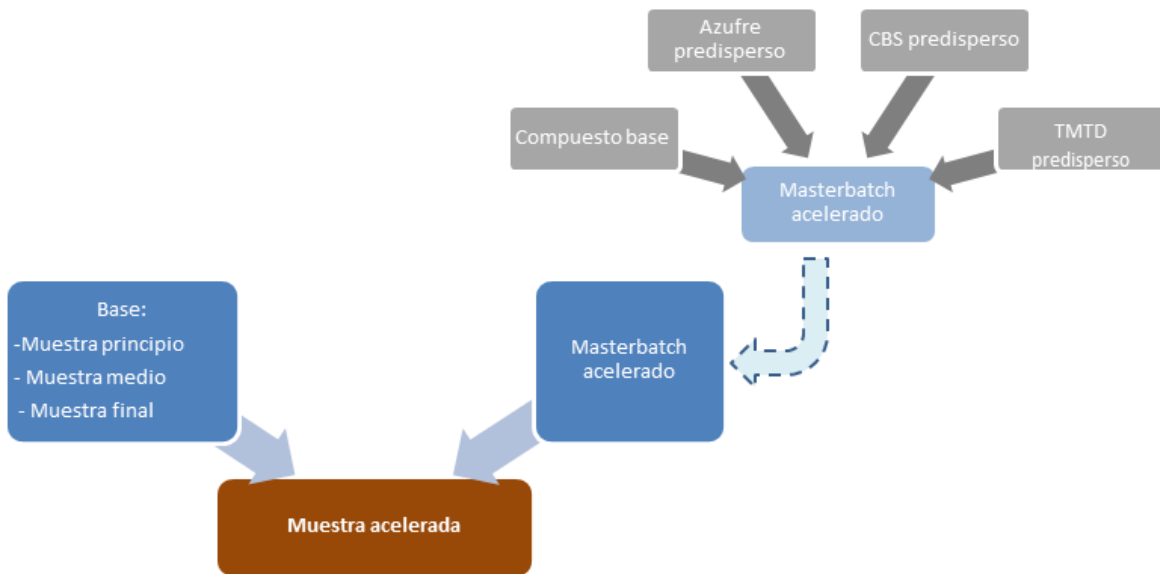 Azufre
predisperso
CBS predisperso
Compuesto base
TMTD
predisperso
Masterbatch
acelerado
Base:
-Muestra principio
- Muestra medio
- Muestra final
Masterbatch
acelerado
Muestra acelerada